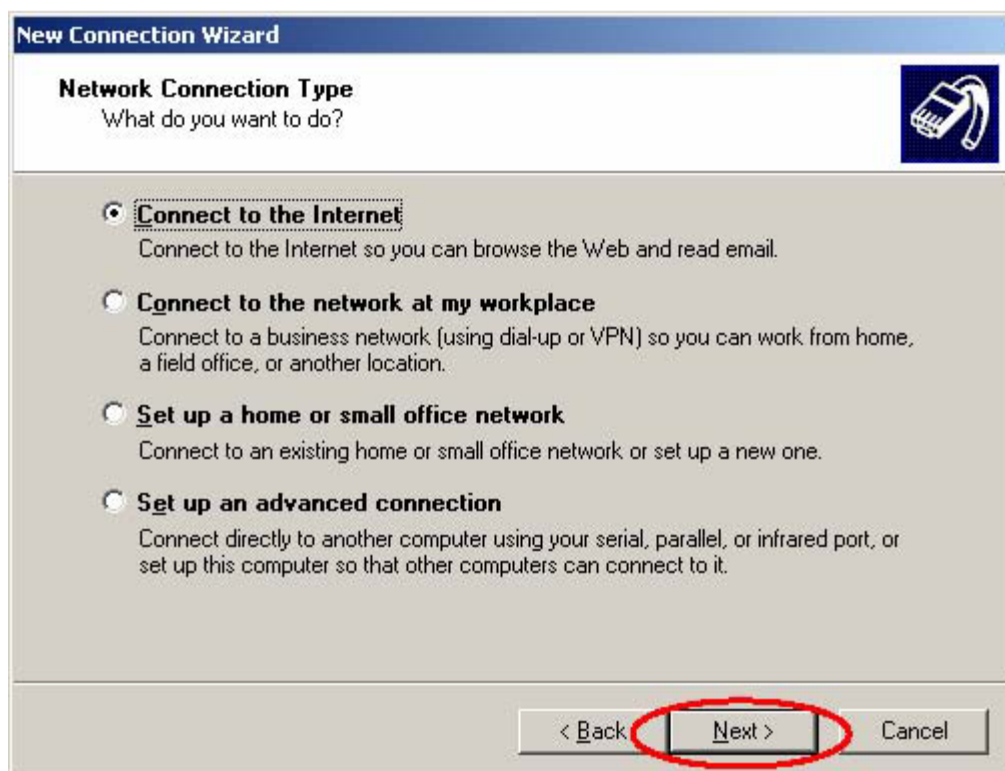 New Connection Wizard
Network Connection Type
What do you want to do?
Connect to the Internet
Connect to the Internet so you can browse the Web and read email.
Connect to the network at my workplace
Connect to a business network (using dial-up or VPN) so you can work from home,
a field office, or another location.
Set up a home or small office network
Connect to an existing home or small office network or set up a new one.
Set up an advanced connection
Connect directly to another computer using your serial, parallel, or infrared port, or
set up this computer so that other computers can connect to it.
< Back Next > Cancel